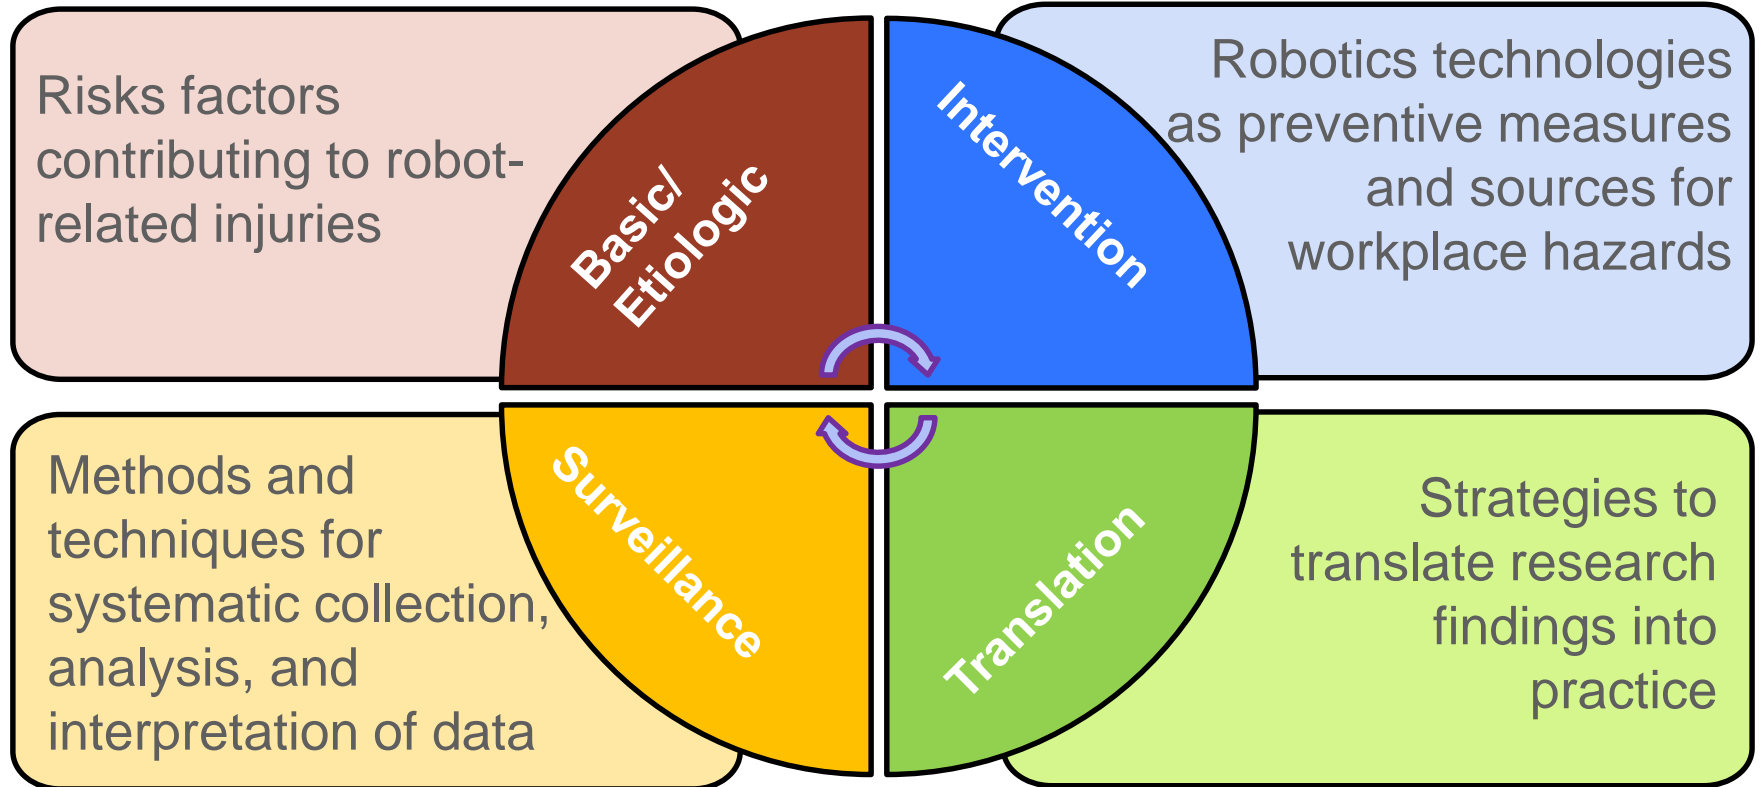 Risks factors
contributing to robot-
related injuries
Basic/
Etiologic
Intervention
Robotics technologies
as preventive measures
and sources for
workplace hazards
Methods and
techniques for
systematic collection,
analysis, and
interpretation of data
Surveillance
Translation
Strategies to
translate research
findings into
practice